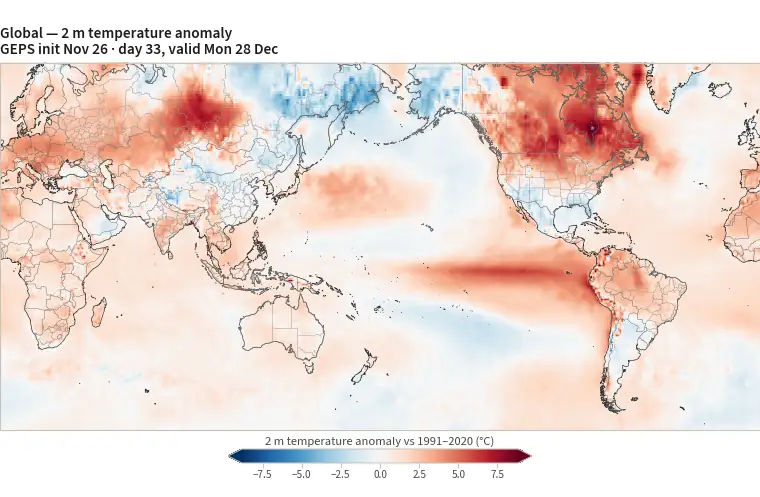 Global — 2 m temperature anomaly
GEPS init Nov 26 · day 33, valid Mon 28 Dec
2 m temperature anomaly vs 1991–2020 (°C)
−7.5 −5.0 −2.5 0.0 2.5 5.0 7.5